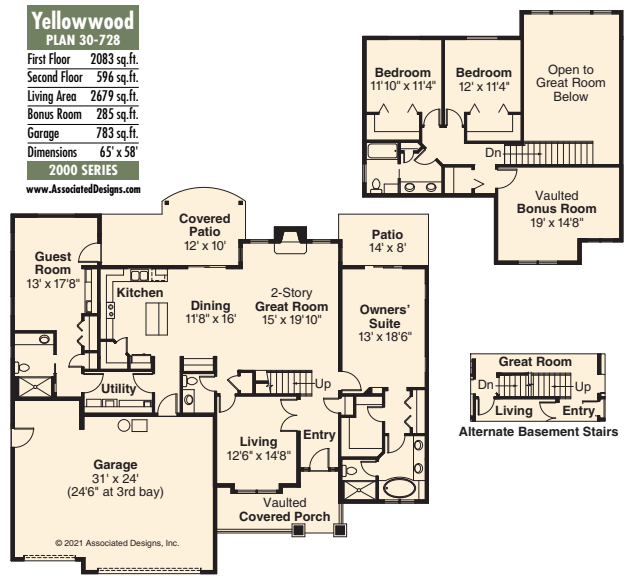 Yellowwood
PLAN 30-728
First Floor 2083 sq.ft.
Second Floor 596 sq.ft.
Living Area 2679 sq.ft.
Bonus Room 285 sq.ft.
Garage 783 sq.ft.
Dimensions 65' x 58'
2000 SERIES
www.AssociatedDesigns.com
Bedroom
11'10" x 11'4"
Bedroom
12' x 11'4"
Open to
Great Room
Below
Dn
Vaulted
Bonus Room
19' x 14'8"
Covered
Patio
12' x 10'
Patio
14' x 8'
Guest
Room
13' x 17'8"
Kitchen
Dining
11'8" x 16'
2-Story
Great Room
15' x 19'10"
Owners'
Suite
13' x 18'6"
Utility
Up
Living
12'6" x 14'8"
Entry
Garage
31' x 24'
(24'6" at 3rd bay)
Vaulted
Covered Porch
© 2021 Associated Designs, Inc.
Great Room
Dn
Up
Living
Entry
Alternate Basement Stairs